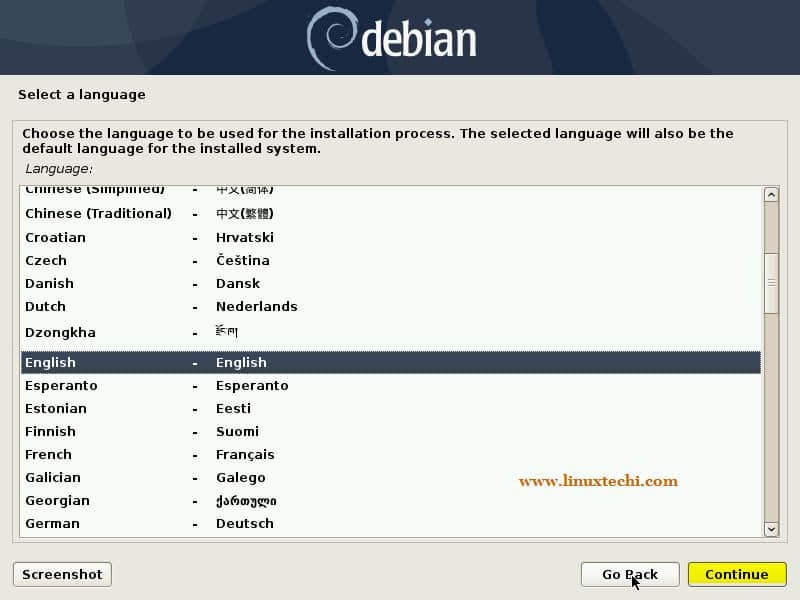 debian
Select a language
Choose the language to be used for the installation process. The selected language will also be the
default language for the installed system.
Language:
Chinese (Simplified) - 中文(简体)
Chinese (Traditional) - 中文(繁體)
Croatian - Hrvatski
Czech - Čeština
Danish - Dansk
Dutch - Nederlands
Dzongkha - རྫོང་ཁ།
English - English
Esperanto - Esperanto
Estonian - Eesti
Finnish - Suomi
French - Français
Galician - Galego
Georgian - ქართული
German - Deutsch
www.linuxtechi.com
Screenshot Go Back Continue